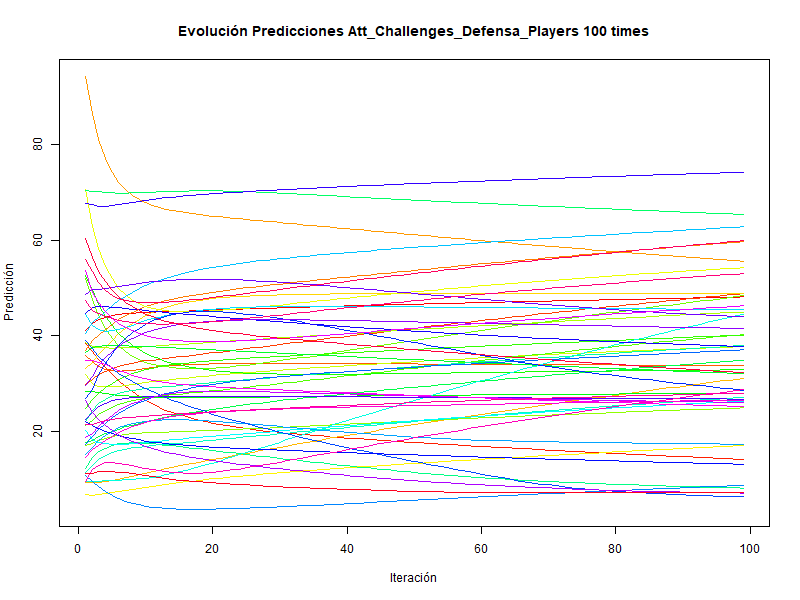 Evolución Predicciones Att_Challenges_Defensa_Players 100 times
Predicción
80
60
40
20
0 20 40 60 80 100
Iteración